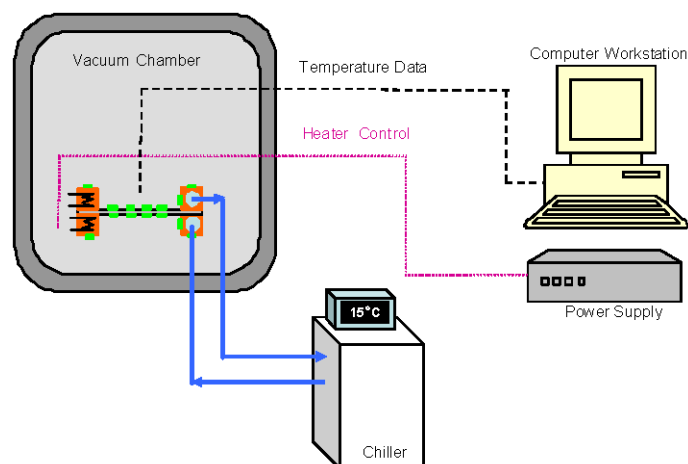 Vacuum Chamber
Temperature Data
Computer Workstation
Heater Control
15°C
Power Supply
Chiller